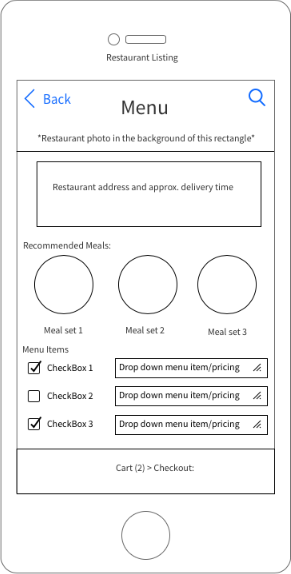 Restaurant Listing
Back
Menu
*Restaurant photo in the background of this rectangle*
Restaurant address and approx. delivery time
Recommended Meals:
Meal set 1 Meal set 2 Meal set 3
Menu Items
CheckBox 1 Drop down menu item/pricing
CheckBox 2 Drop down menu item/pricing
CheckBox 3 Drop down menu item/pricing
Cart (2) > Checkout: